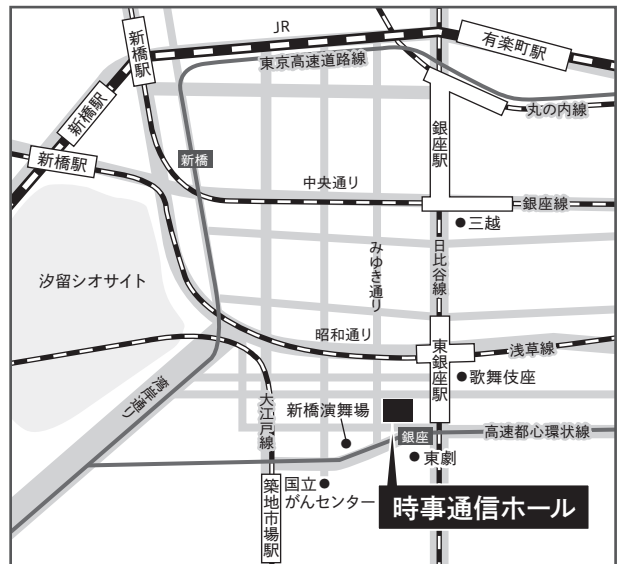 JR
新橋駅
有楽町駅
東京高速道路線
新橋駅
丸の内線
銀座駅
新橋駅
新橋
中央通り
銀座線
三越
みゆき通り
日比谷線
汐留シオサイト
昭和通り
東銀座駅
浅草線
歌舞伎座
湾岸通り
大江戸線
新橋演舞場
銀座
高速都心環状線
東劇
築地市場駅
国立
がんセンター
時事通信ホール